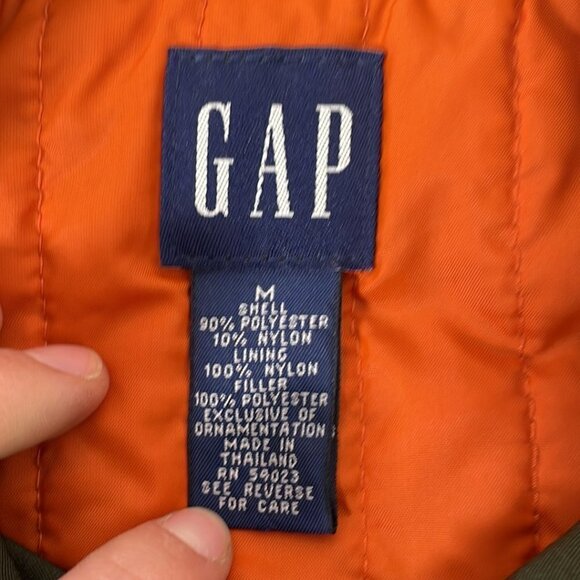 GAP
M
SHELL
90% POLYESTER
10% NYLON
LINING
100% NYLON
FILLER
100% POLYESTER
EXCLUSIVE OF
ORNAMENTATION
MADE IN
THAILAND
RN 54023
SEE REVERSE
FOR CARE